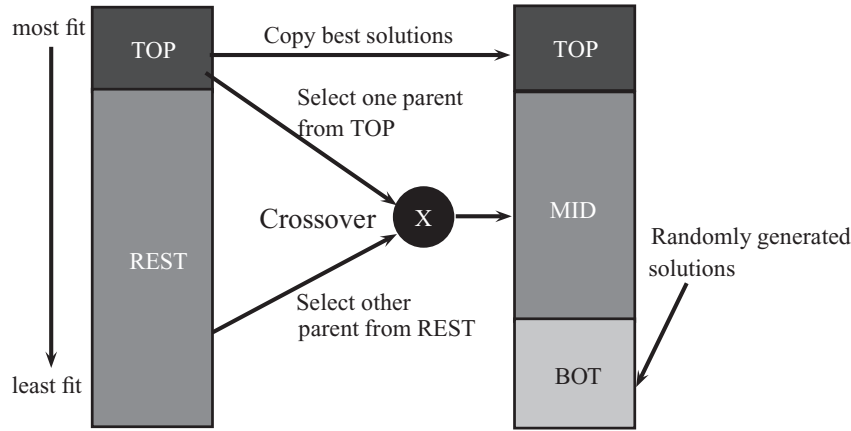 most fit
TOP
Copy best solutions
TOP
Select one parent
from TOP
Crossover
X
MID
REST
Randomly generated
solutions
Select other
parent from REST
least fit
BOT